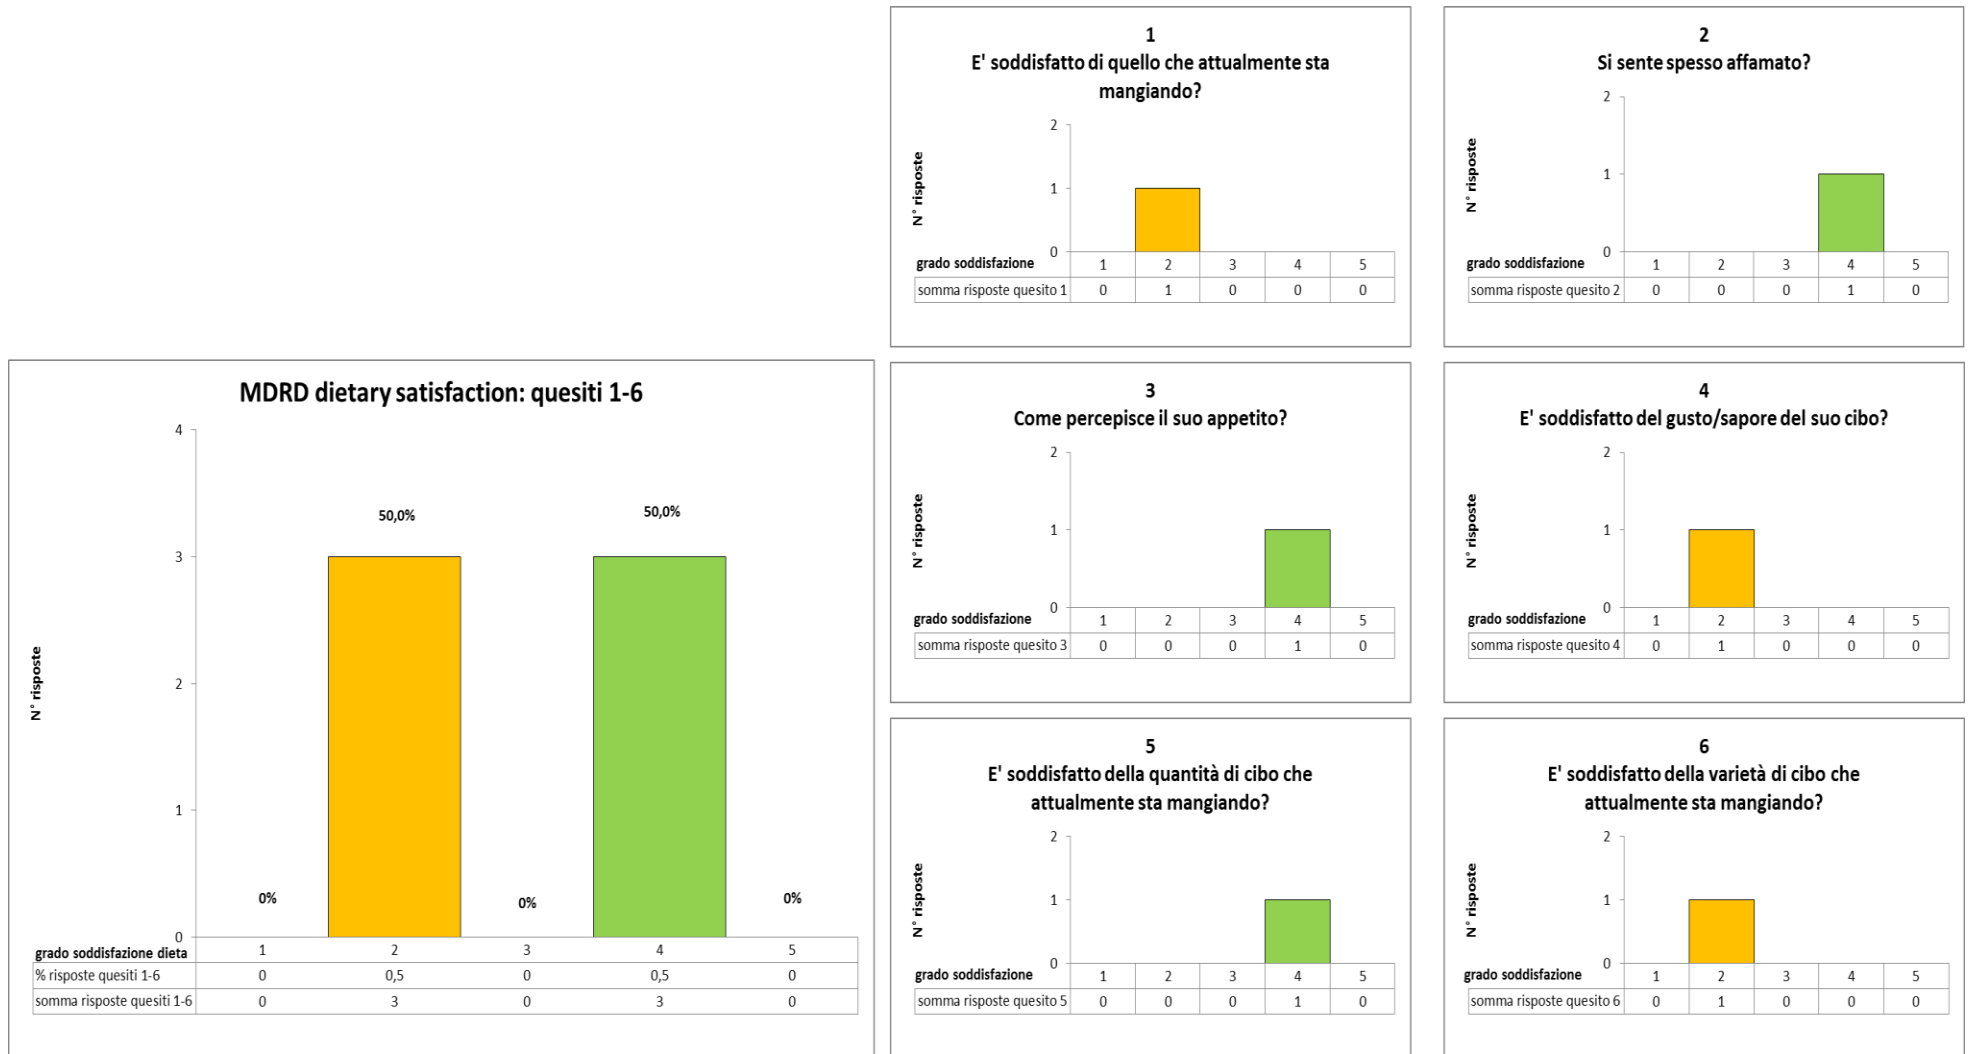 1
E' soddisfatto di quello che attualmente sta
mangiando?
2
1
0
N° risposte
grado soddisfazione 1 2 3 4 5
somma risposte quesito 1 0 1 0 0 0
2
Si sente spesso affamato?
2
1
0
N° risposte
grado soddisfazione 1 2 3 4 5
somma risposte quesito 2 0 0 0 1 0
MDRD dietary satisfaction: quesiti 1-6
4
3
2
1
0
N° risposte
0% 50,0% 0% 50,0% 0%
grado soddisfazione dieta 1 2 3 4 5
% risposte quesiti 1-6 0 0,5 0 0,5 0
somma risposte quesiti 1-6 0 3 0 3 0
3
Come percepisce il suo appetito?
2
1
0
N° risposte
grado soddisfazione 1 2 3 4 5
somma risposte quesito 3 0 0 0 1 0
4
E' soddisfatto del gusto/sapore del suo cibo?
2
1
0
N° risposte
grado soddisfazione 1 2 3 4 5
somma risposte quesito 4 0 1 0 0 0
5
E' soddisfatto della quantità di cibo che
attualmente sta mangiando?
2
1
0
N° risposte
grado soddisfazione 1 2 3 4 5
somma risposte quesito 5 0 0 0 1 0
6
E' soddisfatto della varietà di cibo che
attualmente sta mangiando?
2
1
0
N° risposte
grado soddisfazione 1 2 3 4 5
somma risposte quesito 6 0 1 0 0 0